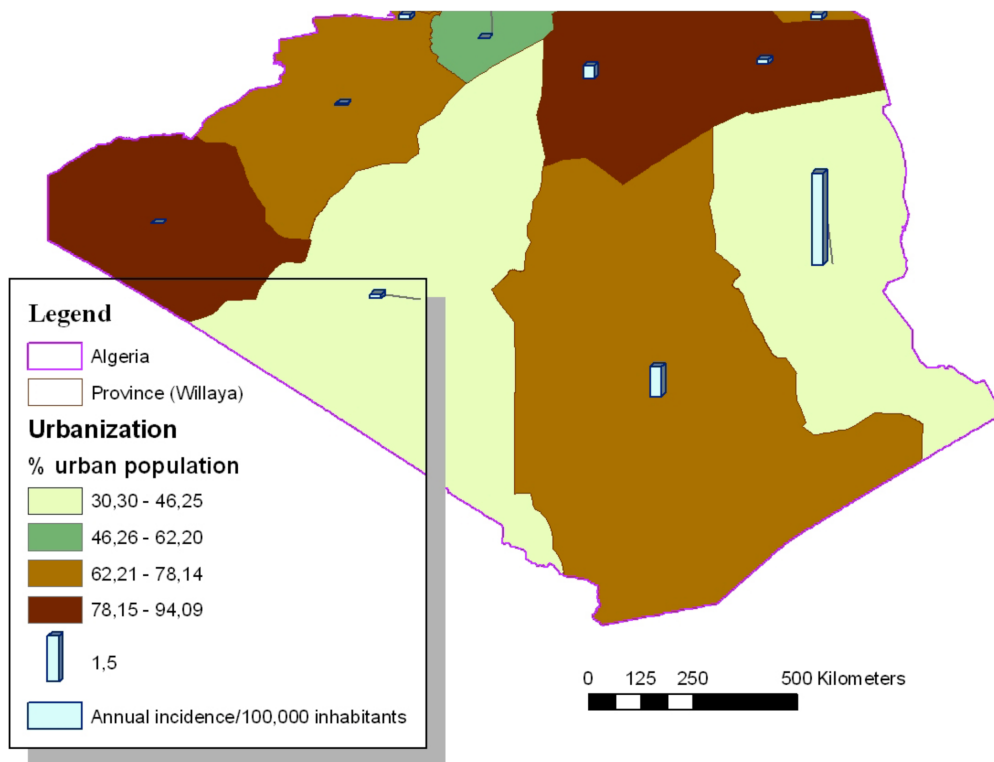 Legend
Algeria
Province (Willaya)
Urbanization
% urban population
30,30 - 46,25
46,26 - 62,20
62,21 - 78,14
78,15 - 94,09
1,5
Annual incidence/100,000 inhabitants
0 125 250 500 Kilometers